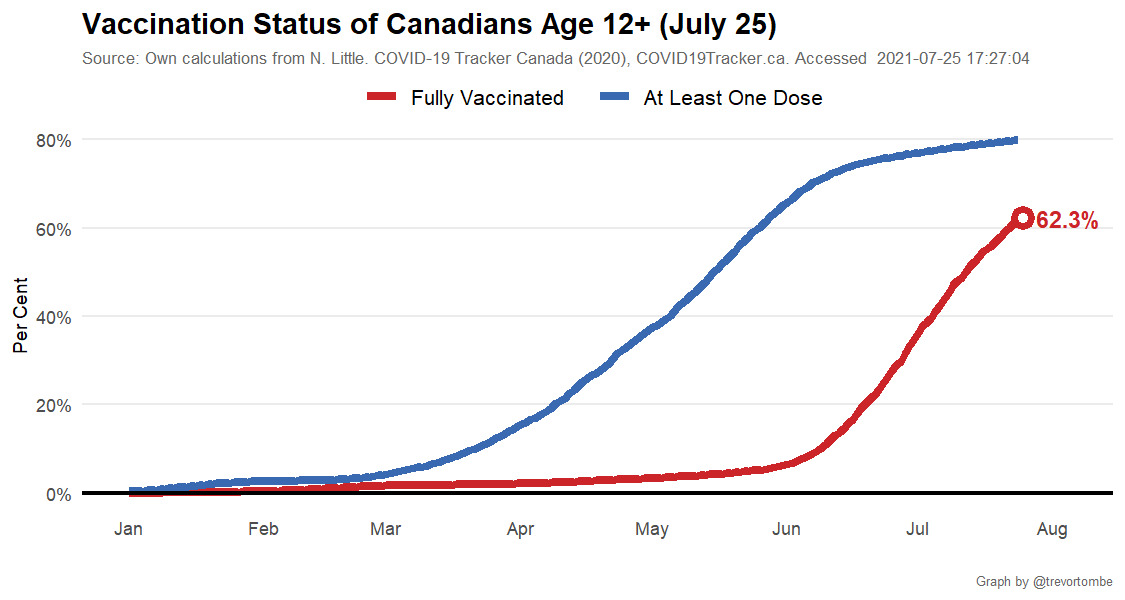 Vaccination Status of Canadians Age 12+ (July 25)
Source: Own calculations from N. Little. COVID-19 Tracker Canada (2020), COVID19Tracker.ca. Accessed  2021-07-25 17:27:04
Fully Vaccinated At Least One Dose
80%
62.3%
60%
40%
20%
0%
Per Cent
Jan Feb Mar Apr May Jun Jul Aug
Graph by @trevortombe